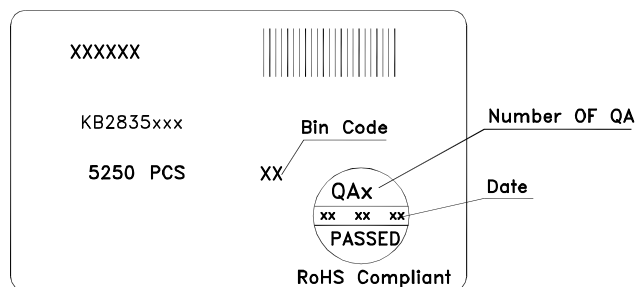 XXXXXX
KB2835xxx
Bin Code
Number OF QA
5250 PCS
XX
QAx
Date
xx xx xx
PASSED
RoHS Compliant